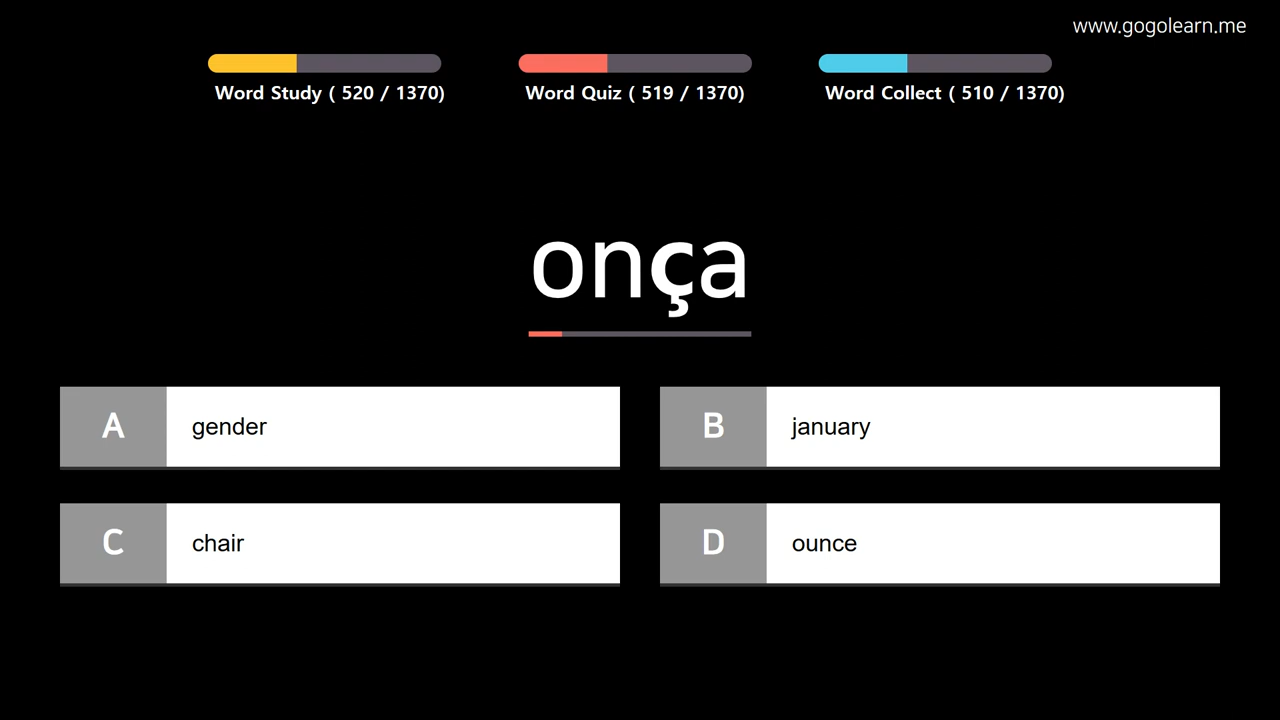 www.gogolearn.me
Word Study ( 520 / 1370)
Word Quiz ( 519 / 1370)
Word Collect ( 510 / 1370)
onça
A gender
B january
C chair
D ounce